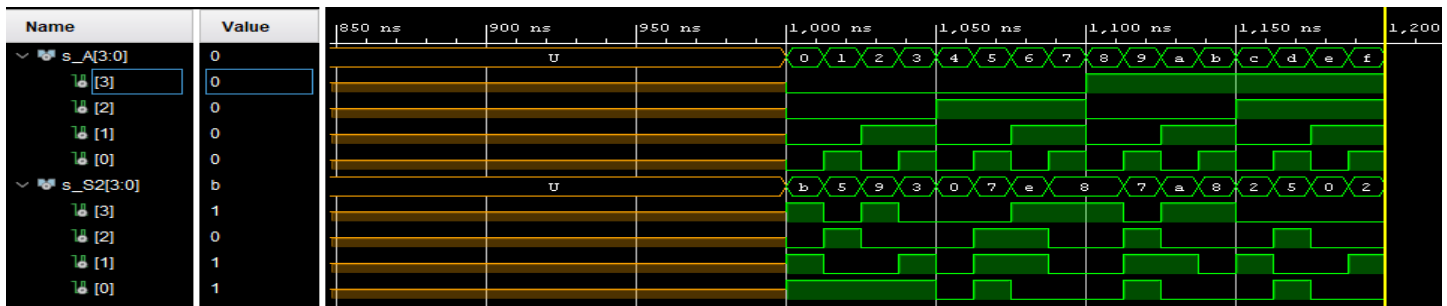 Name Value 850 ns 900 ns 950 ns 1,000 ns 1,050 ns 1,100 ns 1,150 ns 1,200
s_A[3:0] 0 U 0 1 2 3 4 5 6 7 8 9 a b c d e f
[3] 0
[2] 0
[1] 0
[0] 0
s_S2[3:0] b U b 5 9 3 0 7 e 8 7 a 8 2 5 0 2
[3] 1
[2] 0
[1] 1
[0] 1